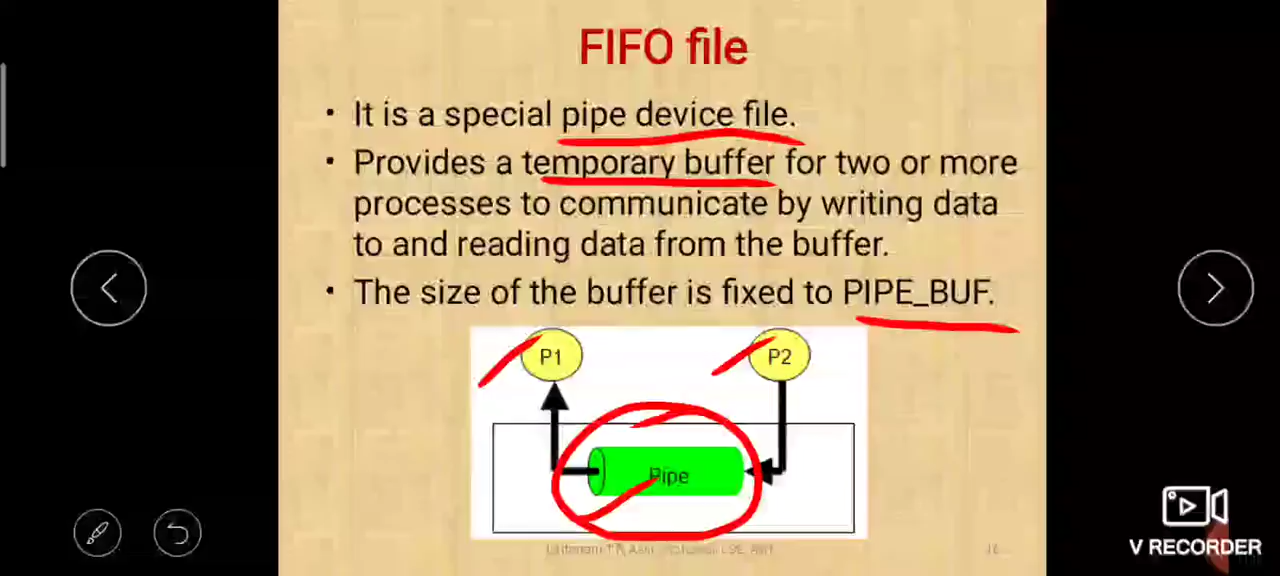 FIFO file
• It is a special pipe device file.
• Provides a temporary buffer for two or more
processes to communicate by writing data
to and reading data from the buffer.
• The size of the buffer is fixed to PIPE_BUF.
P1
P2
Pipe
V RECORDER